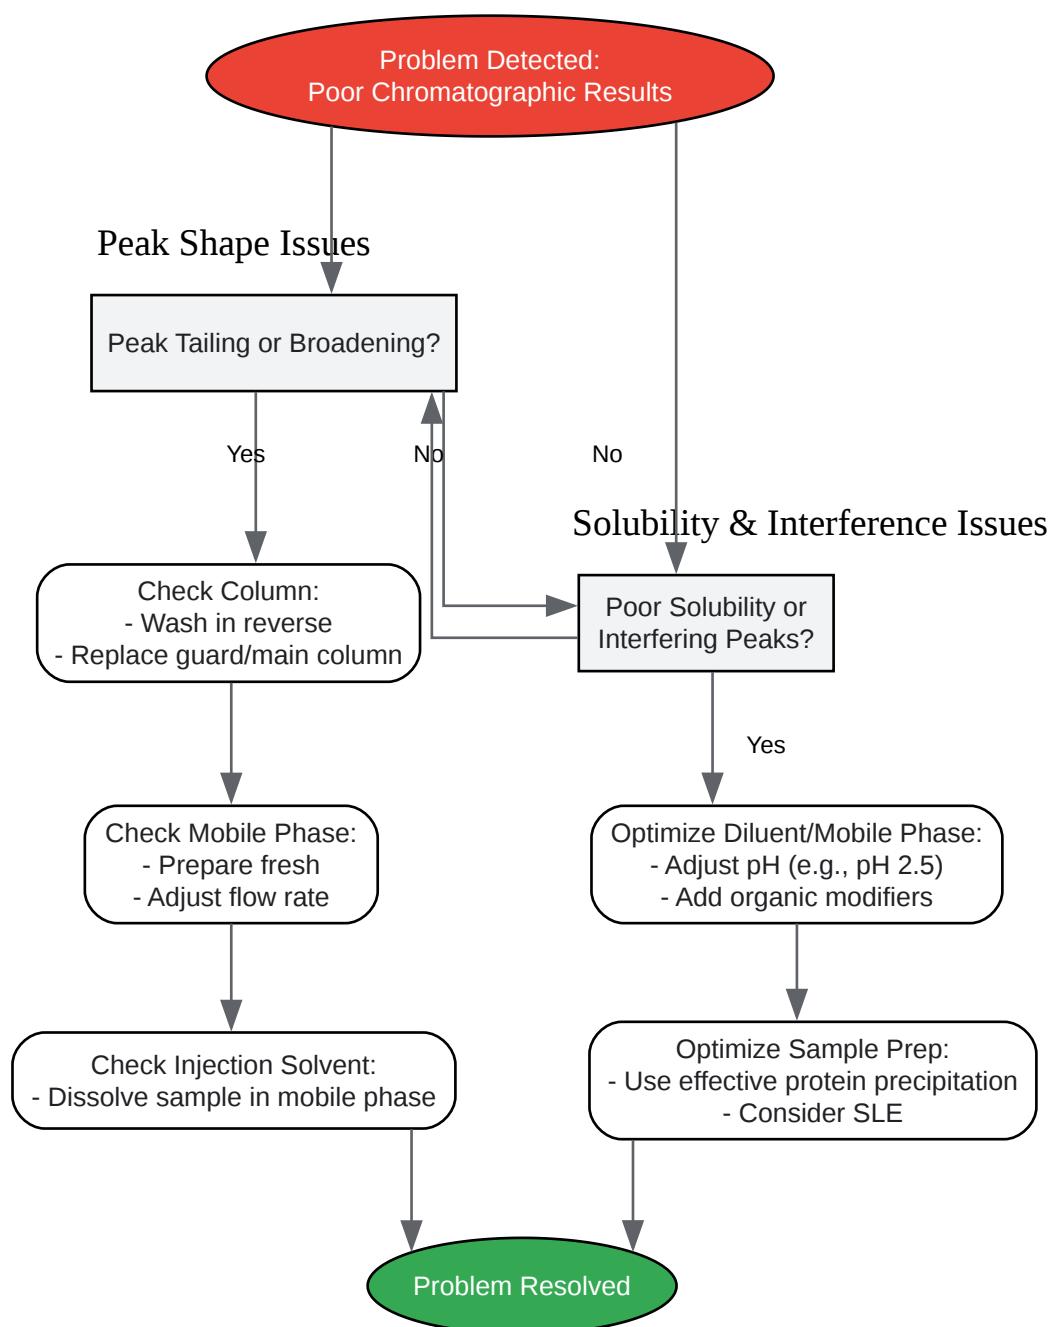 Problem Detected:
Poor Chromatographic Results
Peak Shape Issues
Peak Tailing or Broadening?
Yes
No
No
Solubility & Interference Issues
Check Column:
- Wash in reverse
- Replace guard/main column
Poor Solubility or
Interfering Peaks?
Yes
Check Mobile Phase:
- Prepare fresh
- Adjust flow rate
Optimize Diluent/Mobile Phase:
- Adjust pH (e.g., pH 2.5)
- Add organic modifiers
Check Injection Solvent:
- Dissolve sample in mobile phase
Optimize Sample Prep:
- Use effective protein precipitation
- Consider SLE
Problem Resolved